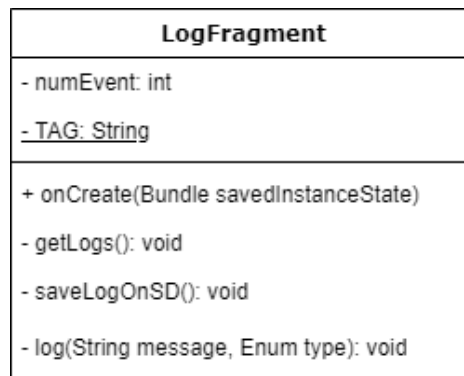 LogFragment
- numEvent: int
- TAG: String
+ onCreate(Bundle savedInstanceState)
- getLogs(): void
- saveLogOnSD(): void
- log(String message, Enum type): void